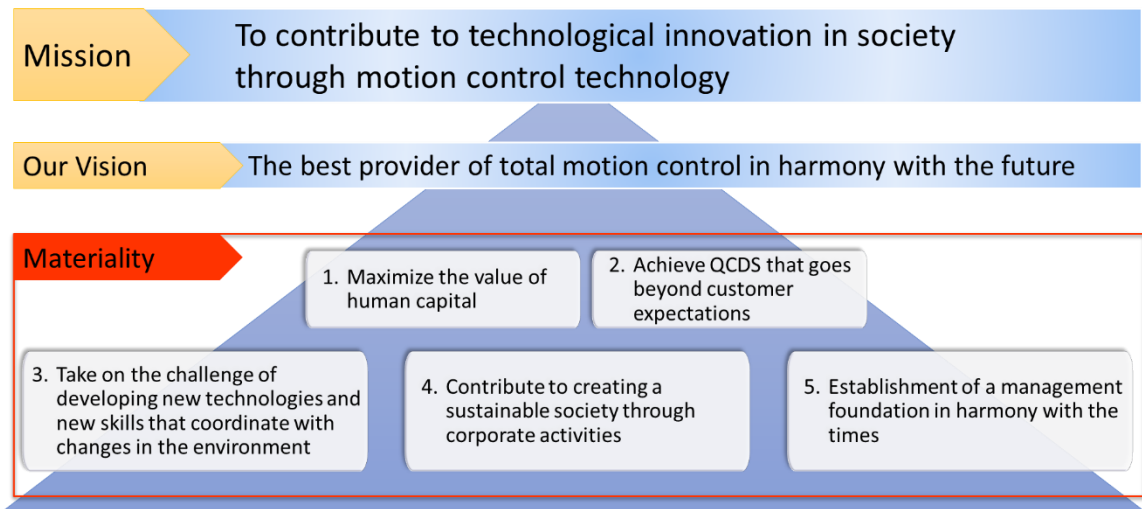 Mission
To contribute to technological innovation in society
through motion control technology
Our Vision
The best provider of total motion control in harmony with the future
Materiality
1. Maximize the value of
human capital
2. Achieve QCDS that goes
beyond customer
expectations
3. Take on the challenge of
developing new technologies and
new skills that coordinate with
changes in the environment
4. Contribute to creating a
sustainable society through
corporate activities
5. Establishment of a management
foundation in harmony with the
times